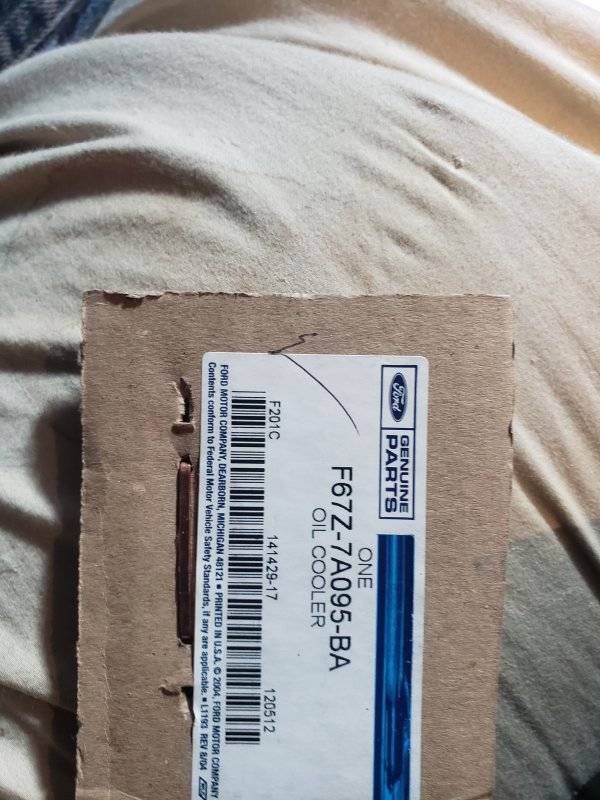 Ford
GENUINE
PARTS
ONE
F67Z-7A095-BA
OIL COOLER
F201C 141429-17 120512
FORD MOTOR COMPANY, DEARBORN, MICHIGAN 48121 ■ PRINTED IN U.S.A. © 2004, FORD MOTOR COMPANY
Contents conform to Federal Motor Vehicle Safety Standards, if any are applicable. ■ L1193 REV 8/04